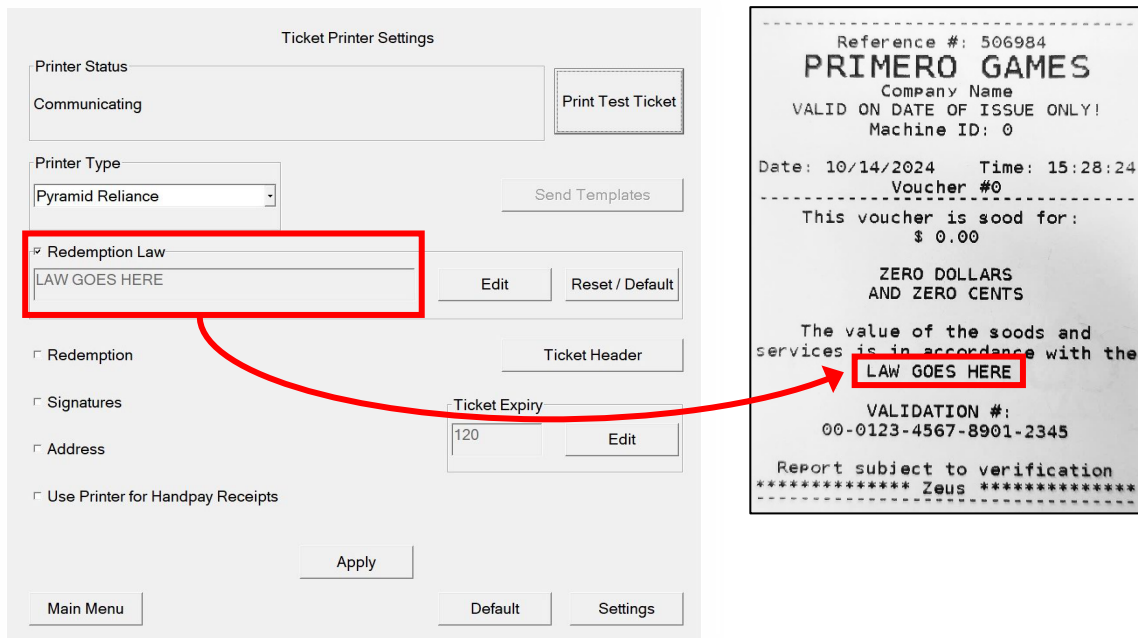 Ticket Printer Settings
Printer Status
Communicating
Print Test Ticket
Printer Type
Pyramid Reliance
Send Templates
Redemption Law
LAW GOES HERE
Edit
Reset / Default
Redemption
Ticket Header
Signatures
Ticket Expiry
120
Edit
Address
Use Printer for Handpay Receipts
Apply
Main Menu
Default
Settings
Reference #: 506984
PRIMERO GAMES
Company Name
VALID ON DATE OF ISSUE ONLY!
Machine ID: 0
Date: 10/14/2024 Time: 15:28:24
Voucher #0
This voucher is sood for:
$ 0.00
ZERO DOLLARS
AND ZERO CENTS
The value of the soods and
services is in accordance with the
LAW GOES HERE
VALIDATION #:
00-0123-4567-8901-2345
Report subject to verification
************** Zeus **************